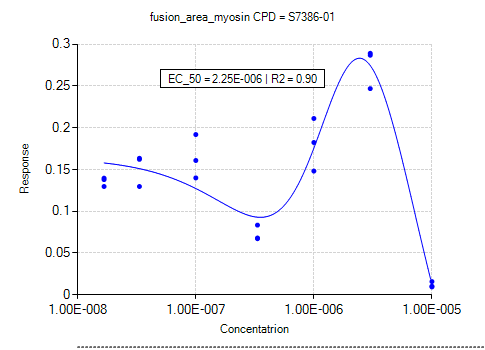 fusion_area_myosin CPD = S7386-01
0.3
EC_50 = 2.25E-006 | R2 = 0.90
0.25
0.2
Response
0.15
0.1
0.05
0
1.00E-008 1.00E-007 1.00E-006 1.00E-005
Concentatrion